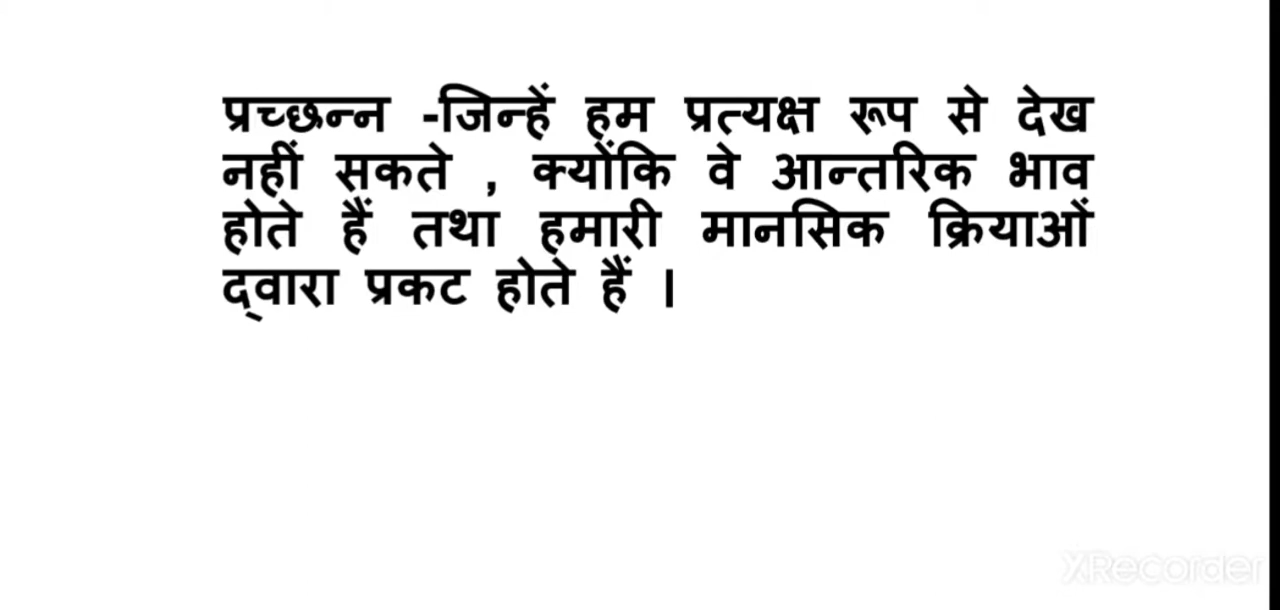 प्रच्छन्न -जिन्हें हम प्रत्यक्ष रूप से देख
नहीं सकते , क्योंकि वे आन्तरिक भाव
होते हैं तथा हमारी मानसिक क्रियाओं
द्वारा प्रकट होते हैं ।
XRecorder